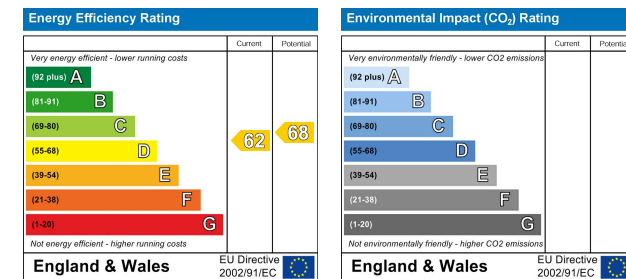 Energy Efficiency Rating
Current Potential
Very energy efficient - lower running costs
(92 plus) A
(81-91) B
(69-80) C
(55-68) D
(39-54) E
(21-38) F
(1-20) G
62
68
Not energy efficient - higher running costs
England & Wales
EU Directive
2002/91/EC
Environmental Impact (CO₂) Rating
Current Potential
Very environmentally friendly - lower CO2 emissions
(92 plus) A
(81-91) B
(69-80) C
(55-68) D
(39-54) E
(21-38) F
(1-20) G
Not environmentally friendly - higher CO2 emissions
England & Wales
EU Directive
2002/91/EC